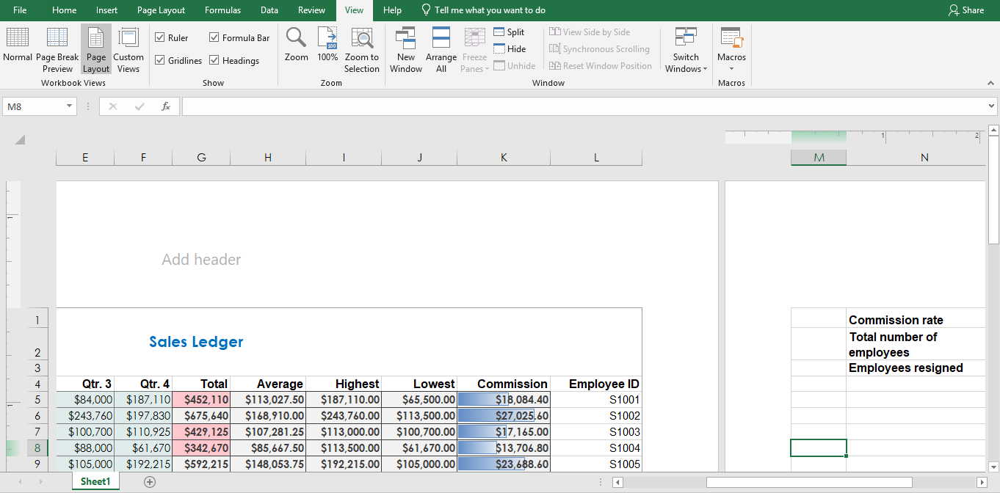 File Home Insert Page Layout Formulas Data Review View Help Tell me what you want to do Share
Normal Page Break Preview Page Layout Custom Views
Workbook Views
Ruler Formula Bar
Gridlines Headings
Show
Zoom 100% Zoom to Selection
100
Zoom
New Window Arrange All Freeze Panes
Split
Hide
Unhide
View Side by Side
Synchronous Scrolling
Reset Window Position
Switch Windows
Window
Macros
Macros
M8 fx
1 2
E F G H I J K L M N
1
Add header
1 Commission rate
2 Sales Ledger Total number of
employees
3 Employees resigned
4 Qtr. 3 Qtr. 4 Total Average Highest Lowest Commission Employee ID
5 $84,000 $187,110 $452,110 $113,027.50 $187,110.00 $65,500.00 $18,084.40 S1001
6 $243,760 $197,830 $675,640 $168,910.00 $243,760.00 $113,500.00 $27,025.60 S1002
7 $100,700 $110,925 $429,125 $107,281.25 $113,000.00 $100,700.00 $17,165.00 S1003
8 $88,000 $61,670 $342,670 $85,667.50 $113,500.00 $61,670.00 $13,706.80 S1004
9 $105,000 $192,215 $592,215 $148,053.75 $192,215.00 $105,000.00 $23,688.60 S1005
Sheet1